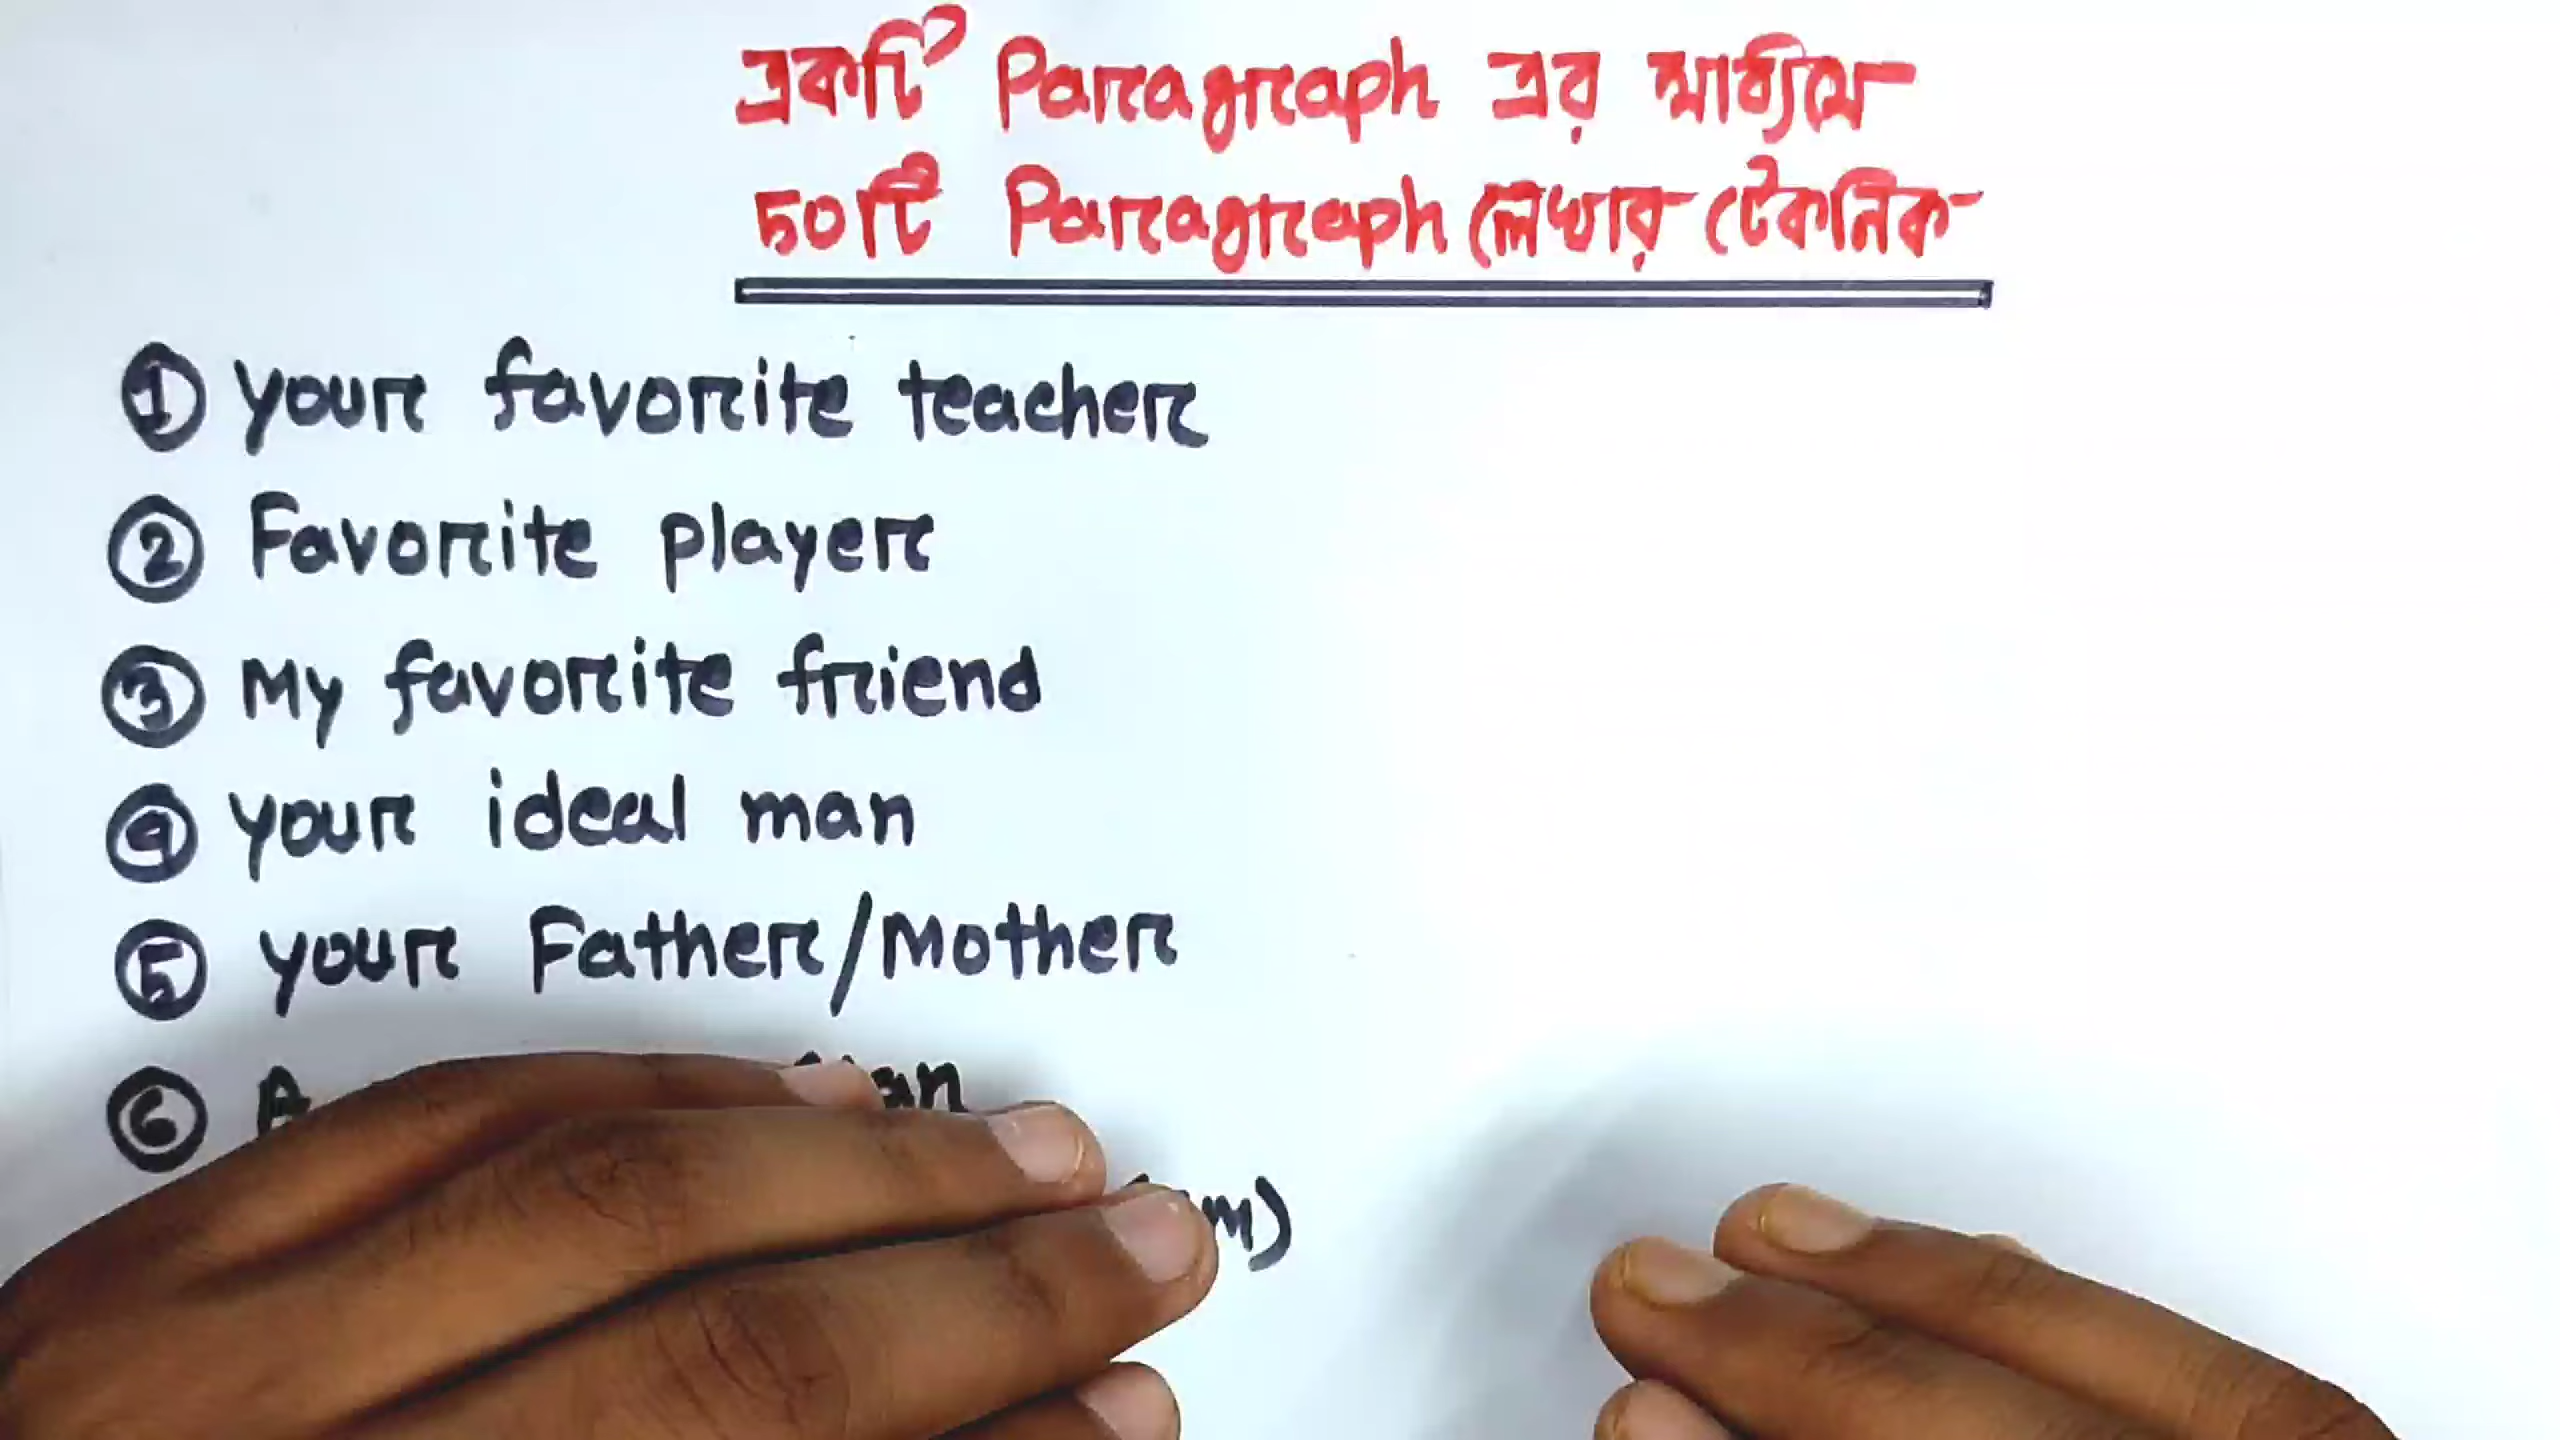 একটি Paragraph এর মাধ্যমে
50টি Paragraph লেখার টেকনিক
① your favorite teacher
② Favorite player
③ My favorite friend
④ your ideal man
⑤ your Father/Mother
⑥ A